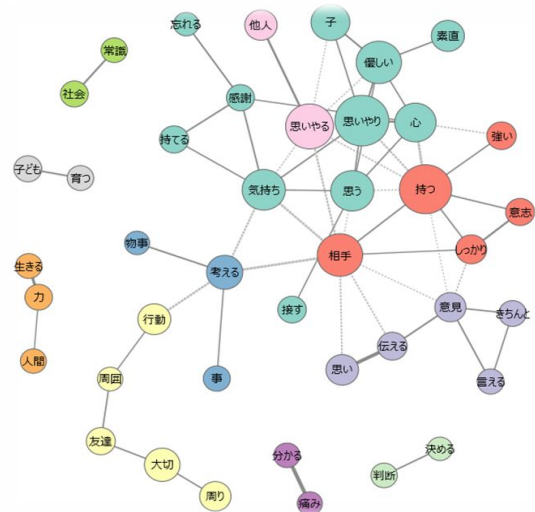 子
忘れる
他人
素直
常識
優しい
社会
感謝
思いやる
思いやり
心
持てる
強い
子ども
育つ
気持ち
思う
持つ
意志
物事
しっかり
相手
生きる
考える
力
行動
接す
意見
きちんと
伝える
人間
思い
周囲
事
言える
友達
大切
分かる
決める
判断
周り
痛み